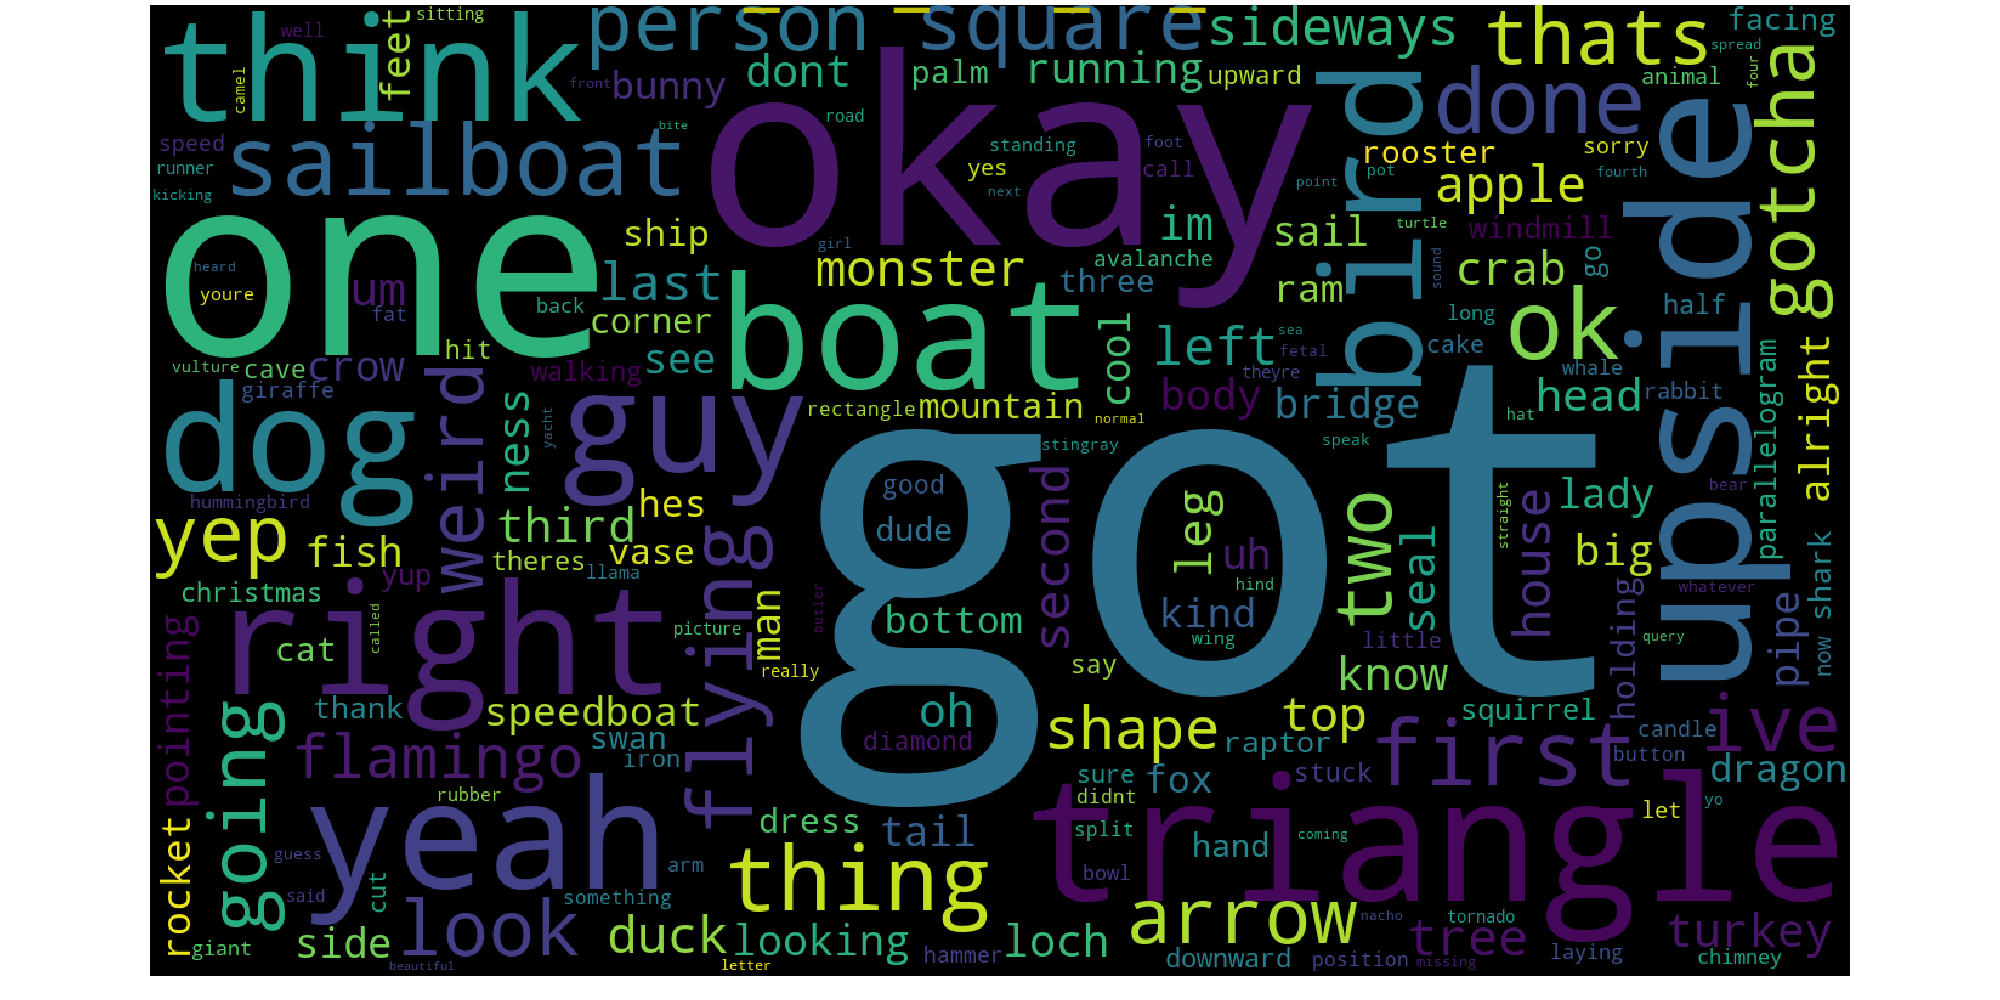 think
well
sitting
feet
camel
person
square
sideways
thats
facing
spread
four
front
bunny
dont
palm
running
upward
animal
done
gotcha
bird
upside
okay
sailboat
speed
runner
kicking
bite
road
standing
yes
next
foot
call
point
pot
rooster
sorry
fourth
apple
one
heard
youre
um
fat
ship
last
back
corner
girl
monster
boat
im
avalanche
three
sail
ram
turtle
windmill
crab
go
sound
half
long
ok
vulture
cave
crow
giraffe
hit
see
walking
weird
ness
yacht
guy
rectangle
mountain
normal
cool
left
sea
fetal
theyre
body
bridge
cake
whale
head
rabbit
hat
speak
stingray
alright
parallelogram
dog
hummingbird
yep
fish
third
hes
theres
vase
flying
good
dude
got
second
leg
uh
hind
kind
wing
two
seal
straight
house
lady
big
bear
whatever
christmas
yup
llama
right
called
cat
pointing
picture
man
really
butler
bottom
say
know
little
holding
query
pipe
now
shark
going
thank
speedboat
flamingo
swan
iron
oh
diamond
shape
top
raptor
squirrel
first
candle
button
ive
dragon
yeah
rubber
sure
didnt
fox
stuck
triangle
let
yo
rocket
guess
said
cut
arm
something
dress
tail
thing
split
hand
coming
bowl
giant
side
look
beautiful
duck
looking
letter
hammer
loch
arrow
downward
nacho
position
tree
missing
tornado
laying
turkey
chimney